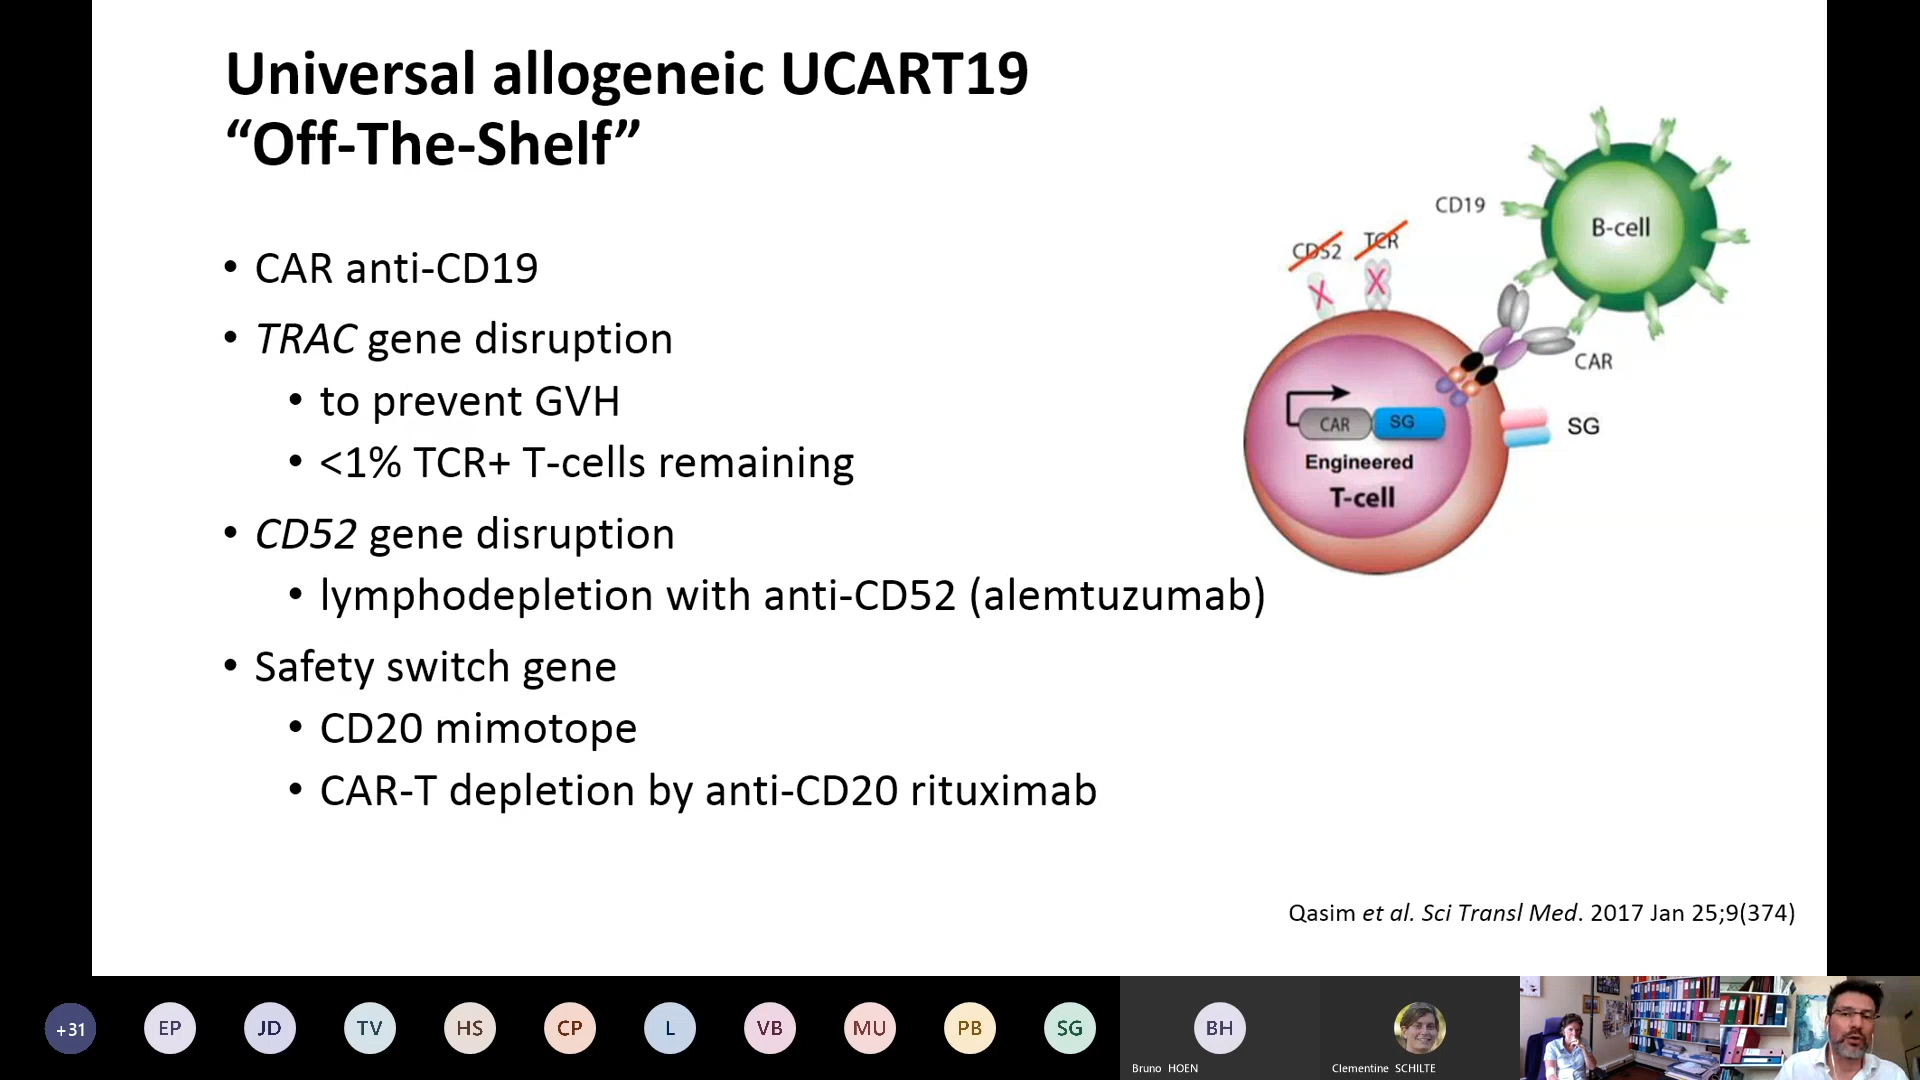 Universal allogeneic UCART19
“Off-The-Shelf”
• CAR anti-CD19
• TRAC gene disruption
• to prevent GVH
• <1% TCR+ T-cells remaining
• CD52 gene disruption
• lymphodepletion with anti-CD52 (alemtuzumab)
• Safety switch gene
• CD20 mimotope
• CAR-T depletion by anti-CD20 rituximab
CD19
B-cell
CD52
TCR
CAR
CAR
SG
SG
Engineered
T-cell
Qasim et al. Sci Transl Med. 2017 Jan 25;9(374)
+31
EP
JD
TV
HS
CP
L
VB
MU
PB
SG
BH
Bruno HOEN
Clementine SCHILTE